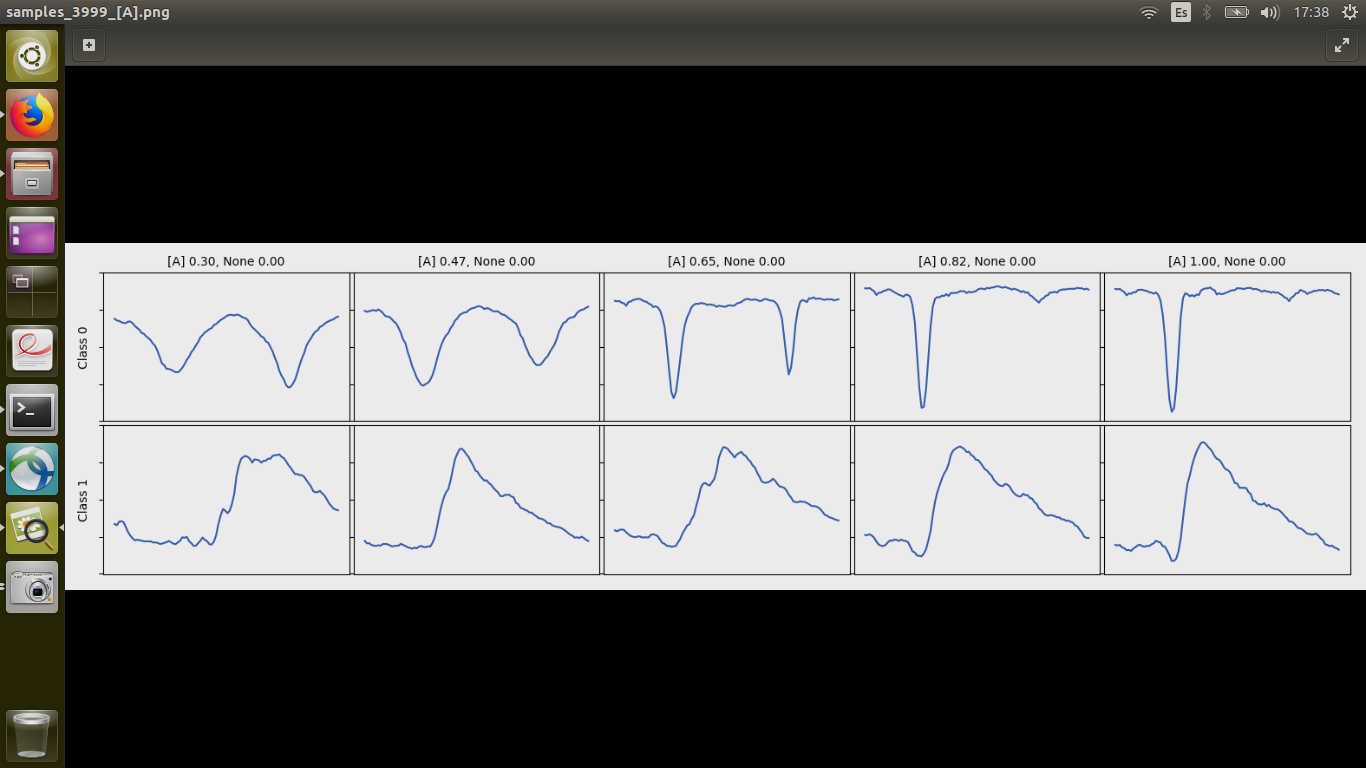 samples_3999_[A].png
Es
17:38
[A] 0.30, None 0.00
[A] 0.47, None 0.00
[A] 0.65, None 0.00
[A] 0.82, None 0.00
[A] 1.00, None 0.00
Class 0
Class 1